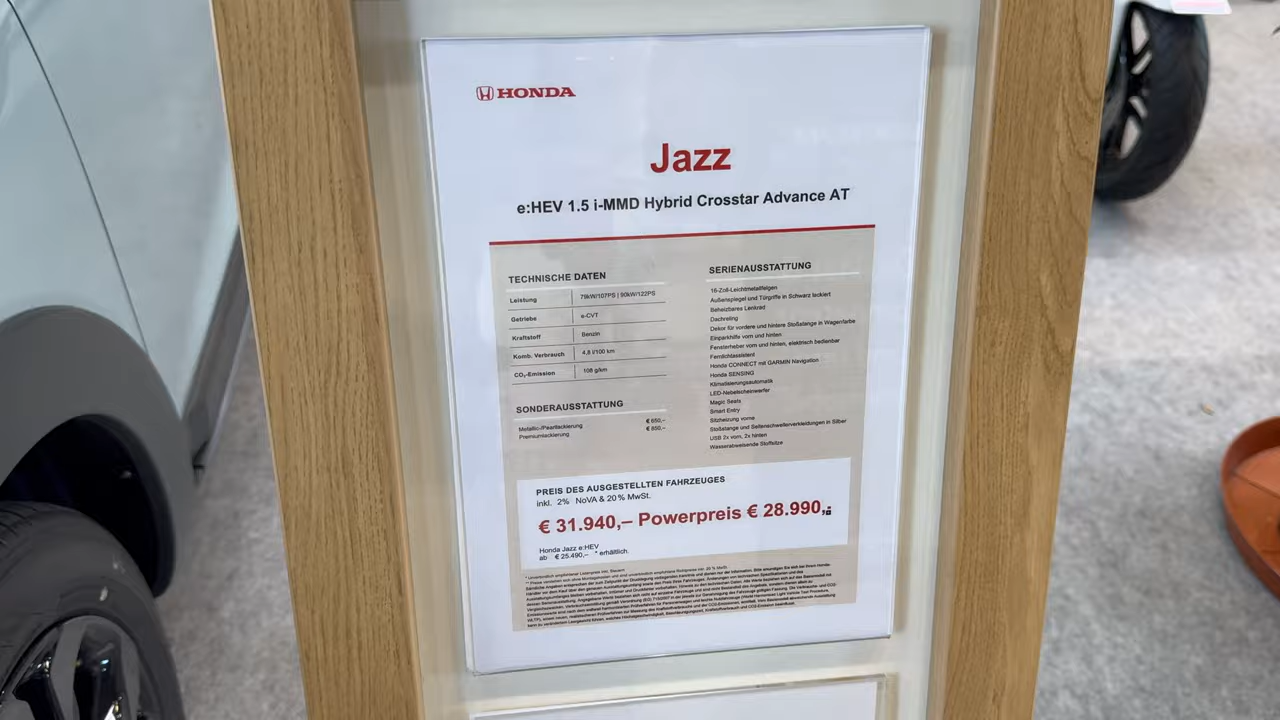 HONDA
Jazz
e:HEV 1.5 i-MMD Hybrid Crosstar Advance AT
TECHNISCHE DATEN
Leistung 79kW/107PS | 90kW/122PS
Getriebe e-CVT
Kraftstoff Benzin
Komb. Verbrauch 4,8 l/100 km
CO₂-Emission 108 g/km
SONDERAUSSTATTUNG
Metallic-/Pearllackierung € 650,–
Premiumlackierung € 850,–
SERIENAUSSTATTUNG
16-Zoll-Leichtmetallfelgen
Außenspiegel und Türgriffe in Schwarz lackiert
Beheizbares Lenkrad
Dachreling
Dekor für vordere und hintere Stoßstange in Wagenfarbe
Einparkhilfe vorn und hinten
Fensterheber vorn und hinten, elektrisch bedienbar
Fernlichtassistent
Honda CONNECT mit GARMIN Navigation
Honda SENSING
Klimatisierungsautomatik
LED-Nebelscheinwerfer
Magic Seats
Smart Entry
Sitzheizung vorne
Stoßstange und Seitenschwellerverkleidungen in Silber
USB 2x vorn, 2x hinten
Wasserabweisende Stoffsitze
PREIS DES AUSGESTELLTEN FAHRZEUGES
inkl. 2% NoVA & 20 % MwSt.
€ 31.940,– Powerpreis € 28.990,-
Honda Jazz e:HEV
ab € 25.490,– * erhältlich.